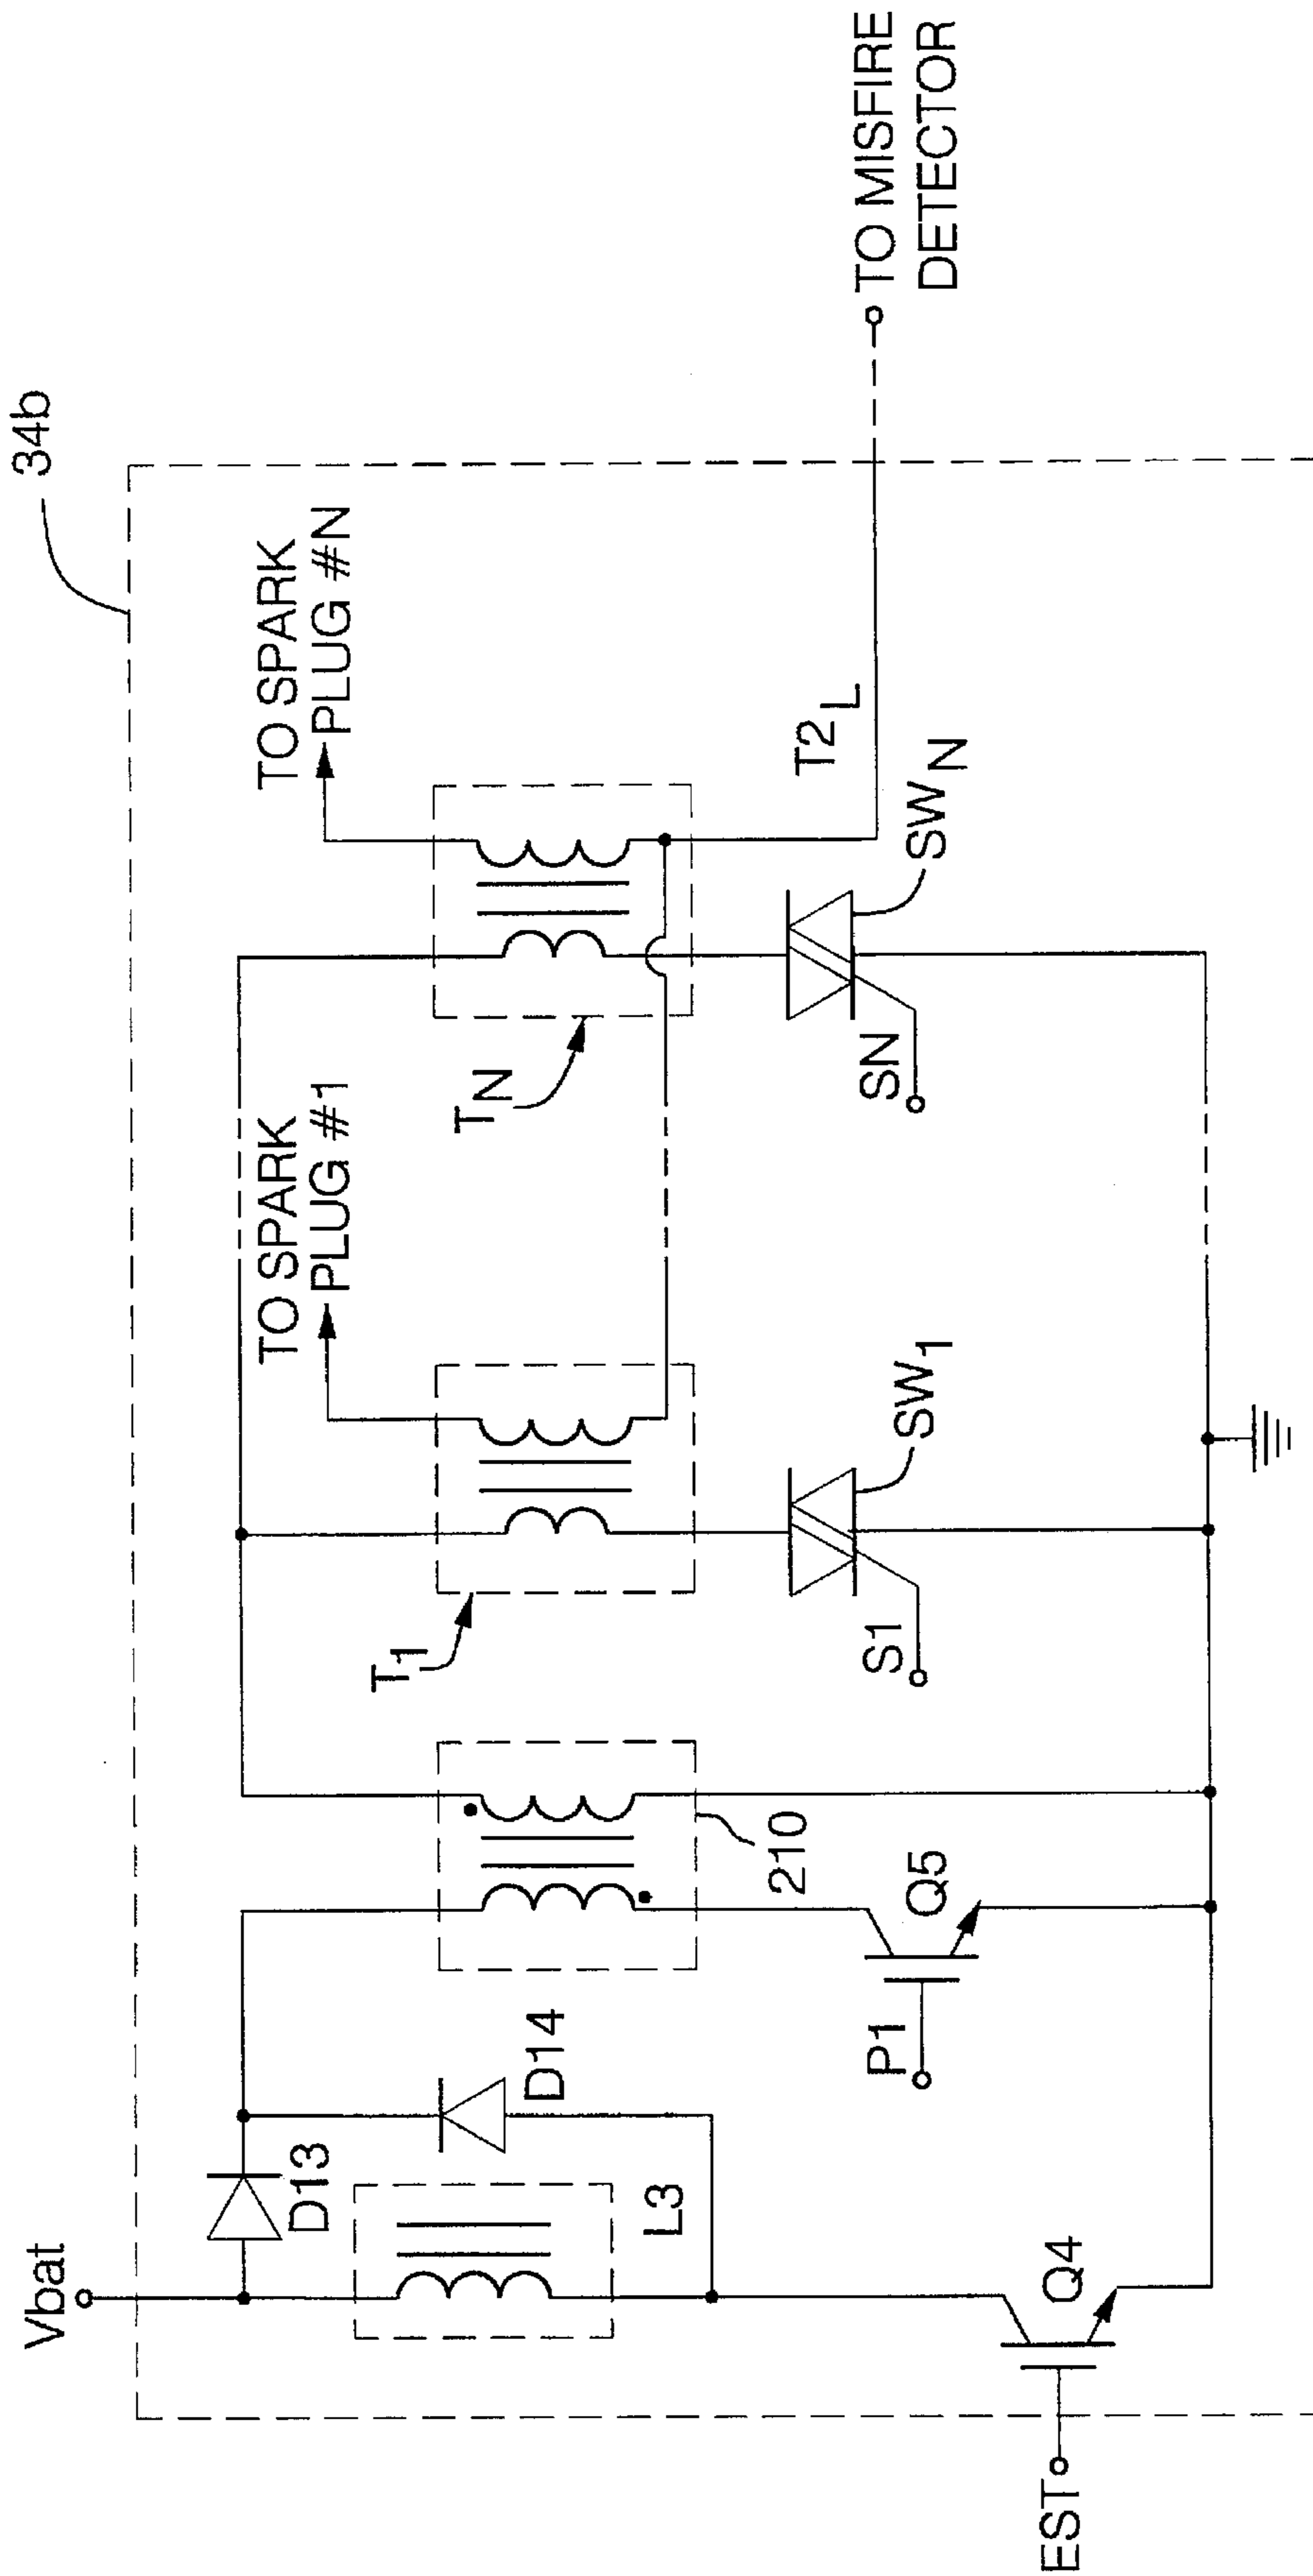 34b
Vbat
D13
L3
D14
EST
Q4
P1
Q5
210
T1
TO SPARK
PLUG #1
S1
SW1
TN
TO SPARK
PLUG #N
SN
SWN
T2L
TO MISFIRE
DETECTOR